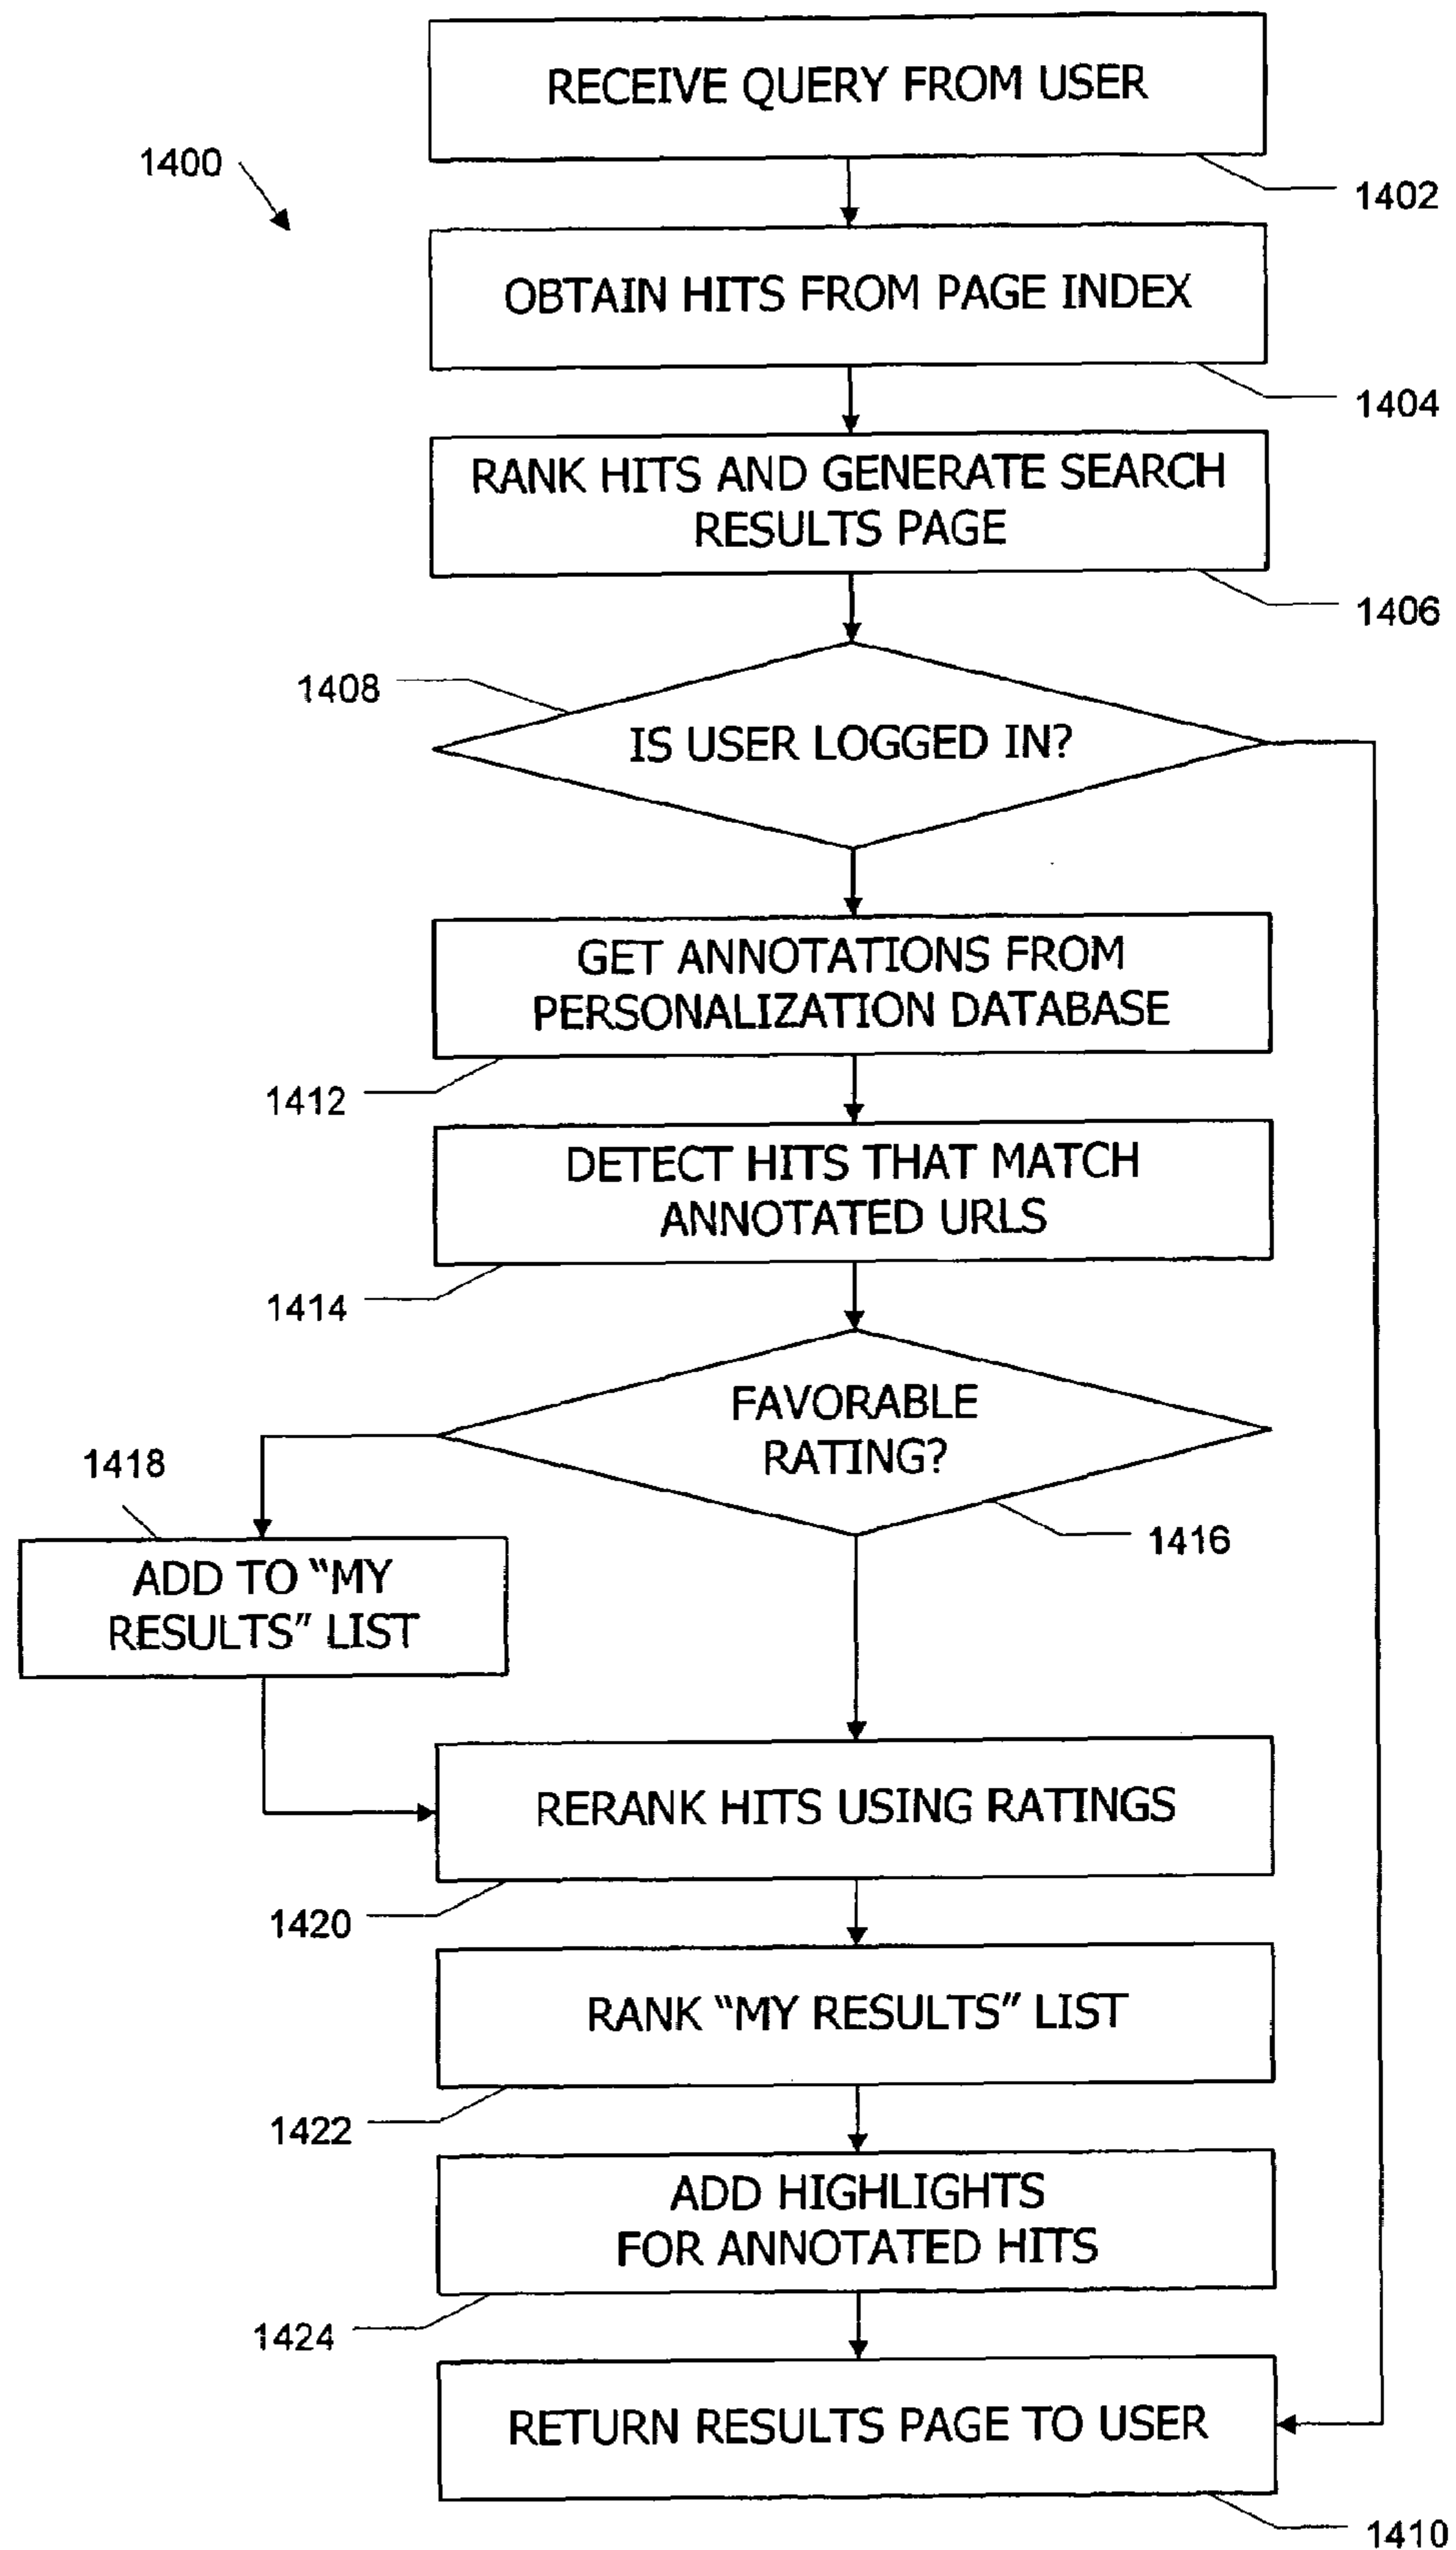 RECEIVE QUERY FROM USER
1400
1402
OBTAIN HITS FROM PAGE INDEX
1404
RANK HITS AND GENERATE SEARCH
RESULTS PAGE
1406
1408
IS USER LOGGED IN?
GET ANNOTATIONS FROM
PERSONALIZATION DATABASE
1412
DETECT HITS THAT MATCH
ANNOTATED URLS
1414
FAVORABLE
RATING?
1416
1418
ADD TO “MY
RESULTS” LIST
RERANK HITS USING RATINGS
1420
RANK “MY RESULTS” LIST
1422
ADD HIGHLIGHTS
FOR ANNOTATED HITS
1424
RETURN RESULTS PAGE TO USER
1410